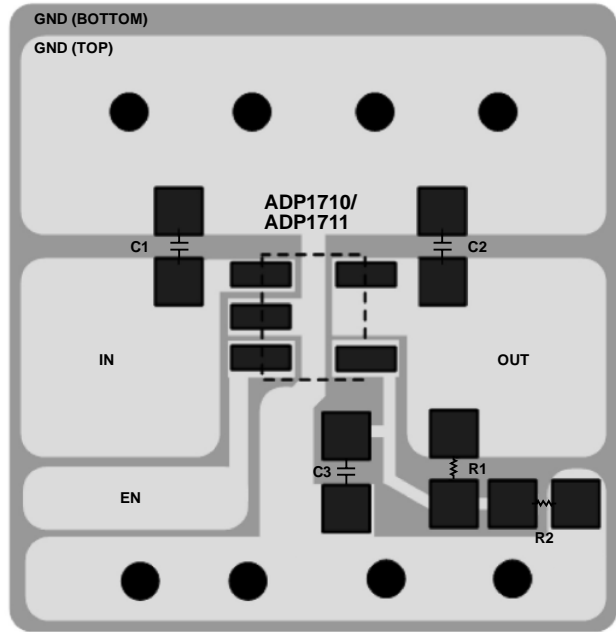 GND (BOTTOM)
GND (TOP)
ADP1710/
ADP1711
C1
C2
IN
OUT
C3
R1
EN
R2